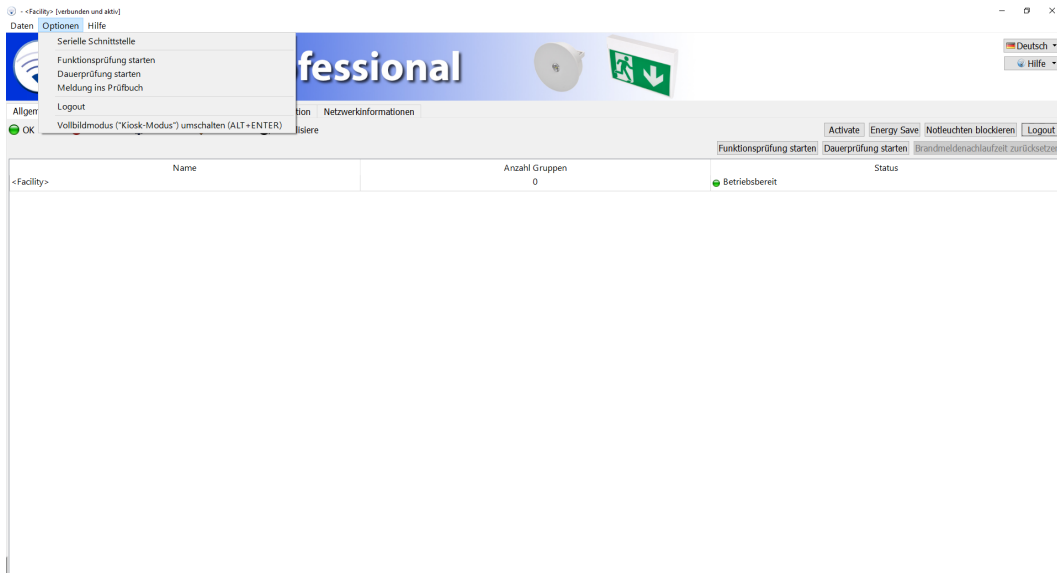 - <Facility> [verbunden und aktiv]
Daten Optionen Hilfe
Serielle Schnittstelle
Funktionsprüfung starten
Dauerprüfung starten
Meldung ins Prüfbuch
Logout
Vollbildmodus ("Kiosk-Modus") umschalten (ALT+ENTER)
fessional
Deutsch
Hilfe
Allgem tion Netzwerkinformationen
OK lisiere Activate Energy Save Notleuchten blockieren Logout
Funktionsprüfung starten Dauerprüfung starten Brandmeldenachlaufzeit zurücksetzen
Name Anzahl Gruppen Status
<Facility> 0 Betriebsbereit